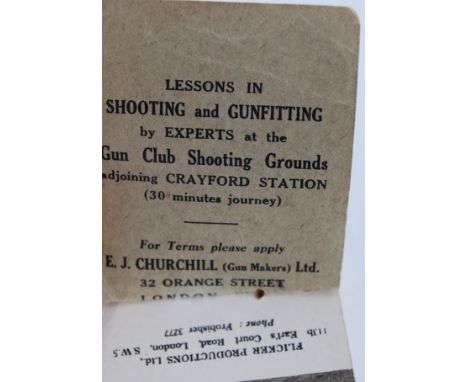 LESSONS IN
SHOOTING and GUNFITTING
by EXPERTS at the
Gun Club Shooting Grounds
adjoining CRAYFORD STATION
(30 minutes journey)
For Terms please apply
E. J. CHURCHILL (Gun Makers) Ltd.
32 ORANGE STREET
LONDON
FLICKER PRODUCTIONS Ltd.,
113b Earl's Court Road, London, S W 5
Phone : Frobisher 3277